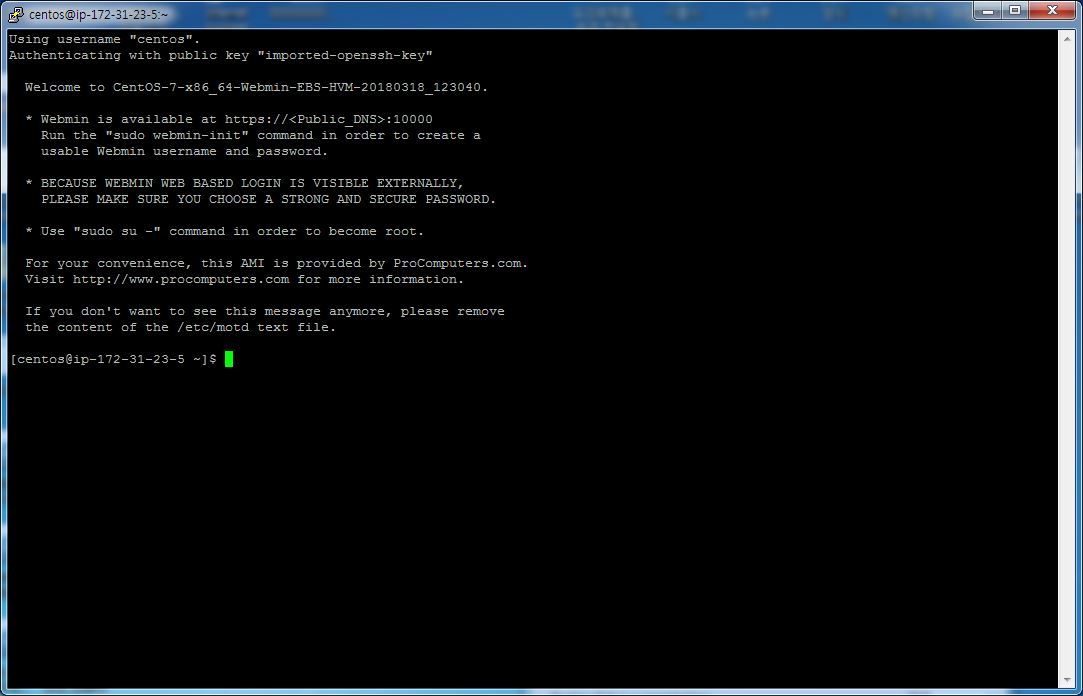 centos@ip-172-31-23-5:~
Using username "centos".
Authenticating with public key "imported-openssh-key"
Welcome to CentOS-7-x86_64-Webmin-EBS-HVM-20180318_123040.
* Webmin is available at https://<Public_DNS>:10000
Run the "sudo webmin-init" command in order to create a
usable Webmin username and password.
* BECAUSE WEBMIN WEB BASED LOGIN IS VISIBLE EXTERNALLY,
PLEASE MAKE SURE YOU CHOOSE A STRONG AND SECURE PASSWORD.
* Use "sudo su -" command in order to become root.
For your convenience, this AMI is provided by ProComputers.com.
Visit http://www.procomputers.com for more information.
If you don't want to see this message anymore, please remove
the content of the /etc/motd text file.
[centos@ip-172-31-23-5 ~]$